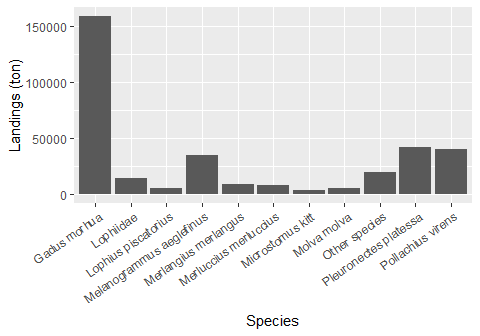 Landings (ton)
150000
100000
50000
0
Gadus morhua
Lophiidae
Lophius piscatorius
Melanogrammus aeglefinus
Merlangius merlangus
Merluccius merluccius
Microstomus kitt
Molva molva
Other species
Pleuronectes platessa
Pollachius virens
Species